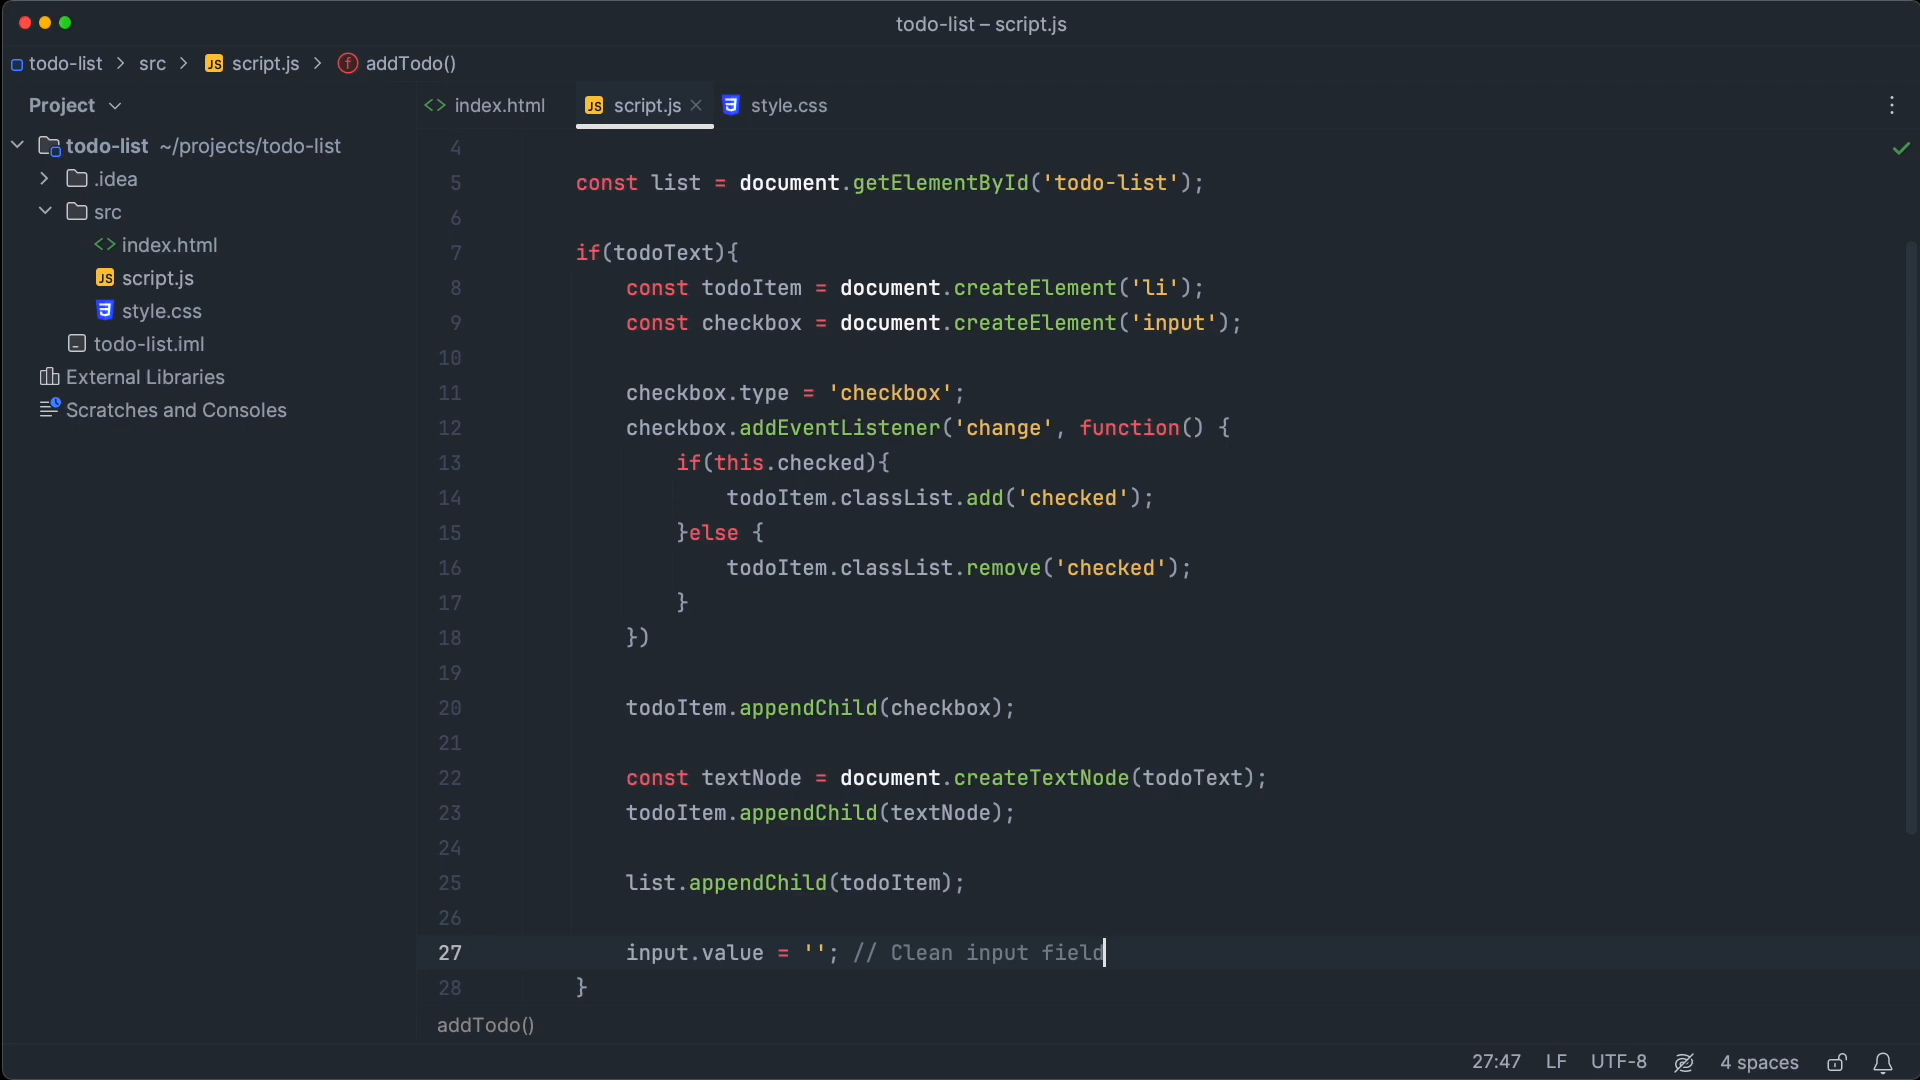 todo-list – script.js
todo-list > src > JS script.js > f addTodo()
Project
index.html
JS script.js
style.css
todo-list ~/projects/todo-list
.idea
src
<> index.html
JS script.js
style.css
todo-list.iml
External Libraries
Scratches and Consoles
4
5 const list = document.getElementById('todo-list');
6
7 if(todoText){
8 const todoItem = document.createElement('li');
9 const checkbox = document.createElement('input');
10
11 checkbox.type = 'checkbox';
12 checkbox.addEventListener('change', function() {
13 if(this.checked){
14 todoItem.classList.add('checked');
15 }else {
16 todoItem.classList.remove('checked');
17 }
18 })
19
20 todoItem.appendChild(checkbox);
21
22 const textNode = document.createTextNode(todoText);
23 todoItem.appendChild(textNode);
24
25 list.appendChild(todoItem);
26
27 input.value = ''; // Clean input field
28 }
addTodo()
27:47 LF UTF-8 4 spaces